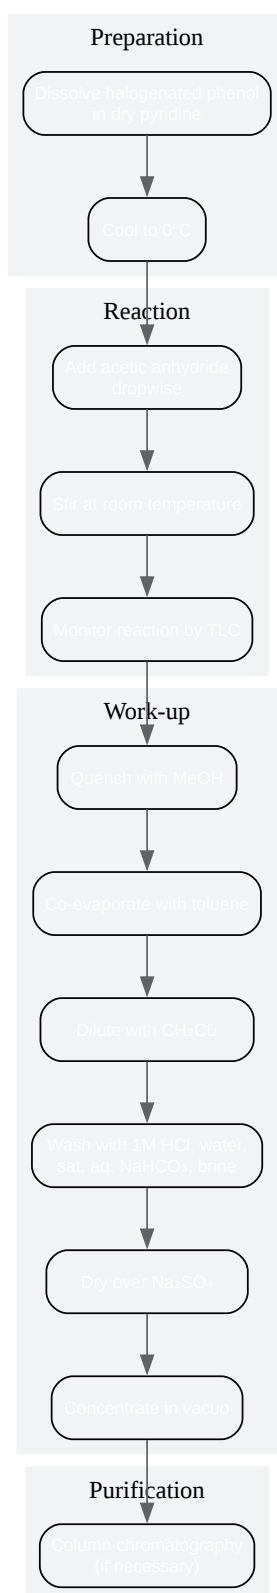 Preparation
Dissolve halogenated phenol
in dry pyridine
Cool to 0°C
Reaction
Add acetic anhydride
dropwise
Stir at room temperature
Monitor reaction by TLC
Work-up
Quench with MeOH
Co-evaporate with toluene
Dilute with CH₂Cl₂
Wash with 1M HCl, water,
sat. aq. NaHCO₃, brine
Dry over Na₂SO₄
Concentrate in vacuo
Purification
Column chromatography
(if necessary)